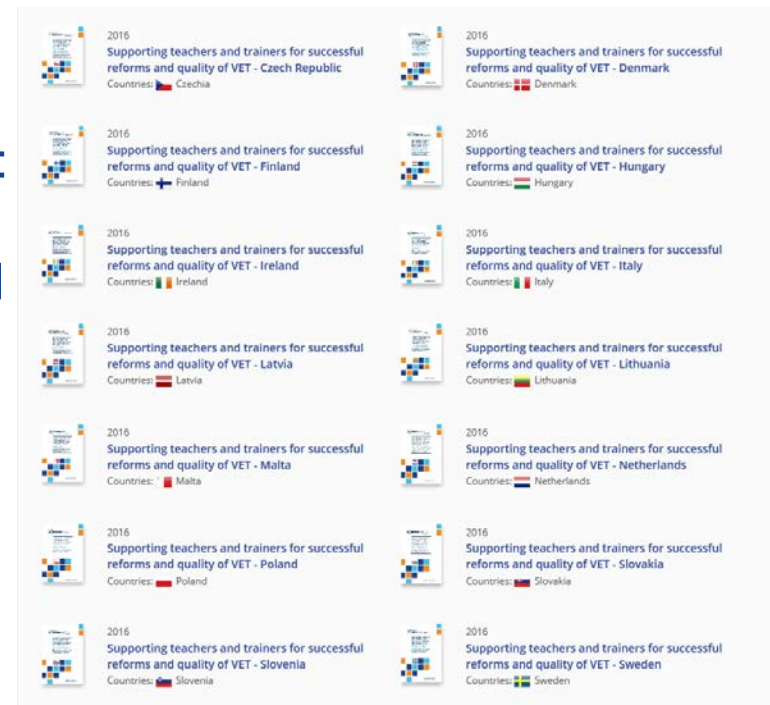 2016
Supporting teachers and trainers for successful
reforms and quality of VET - Czech Republic
Countries: Czechia
2016
Supporting teachers and trainers for successful
reforms and quality of VET - Denmark
Countries: Denmark
2016
Supporting teachers and trainers for successful
reforms and quality of VET - Finland
Countries: Finland
2016
Supporting teachers and trainers for successful
reforms and quality of VET - Hungary
Countries: Hungary
2016
Supporting teachers and trainers for successful
reforms and quality of VET - Ireland
Countries: Ireland
2016
Supporting teachers and trainers for successful
reforms and quality of VET - Italy
Countries: Italy
2016
Supporting teachers and trainers for successful
reforms and quality of VET - Latvia
Countries: Latvia
2016
Supporting teachers and trainers for successful
reforms and quality of VET - Lithuania
Countries: Lithuania
2016
Supporting teachers and trainers for successful
reforms and quality of VET - Malta
Countries: Malta
2016
Supporting teachers and trainers for successful
reforms and quality of VET - Netherlands
Countries: Netherlands
2016
Supporting teachers and trainers for successful
reforms and quality of VET - Poland
Countries: Poland
2016
Supporting teachers and trainers for successful
reforms and quality of VET - Slovakia
Countries: Slovakia
2016
Supporting teachers and trainers for successful
reforms and quality of VET - Slovenia
Countries: Slovenia
2016
Supporting teachers and trainers for successful
reforms and quality of VET - Sweden
Countries: Sweden